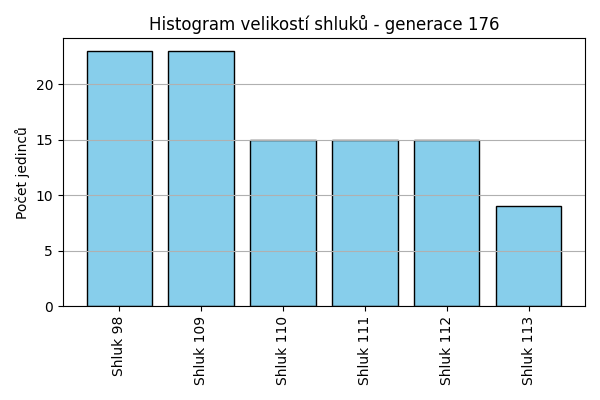 Histogram velikostí shluků - generace 176
Počet jedinců
20
15
10
5
0
Shluk 98
Shluk 109
Shluk 110
Shluk 111
Shluk 112
Shluk 113